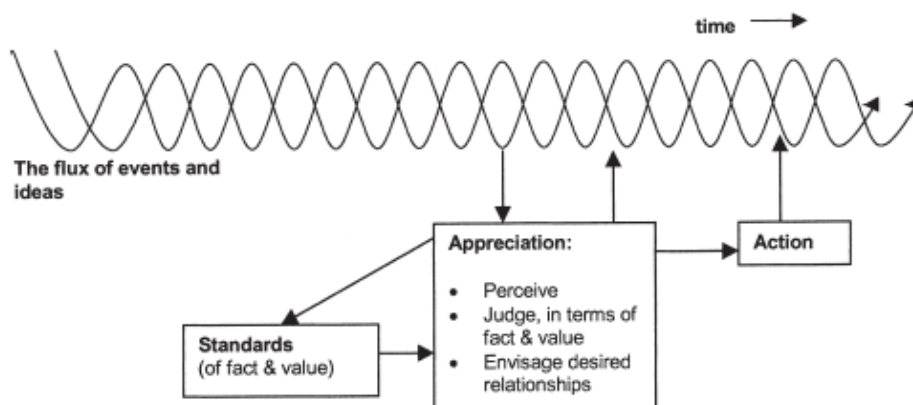 time
The flux of events and
ideas
Appreciation:
• Perceive
• Judge, in terms of
fact & value
• Envisage desired
relationships
Action
Standards
(of fact & value)